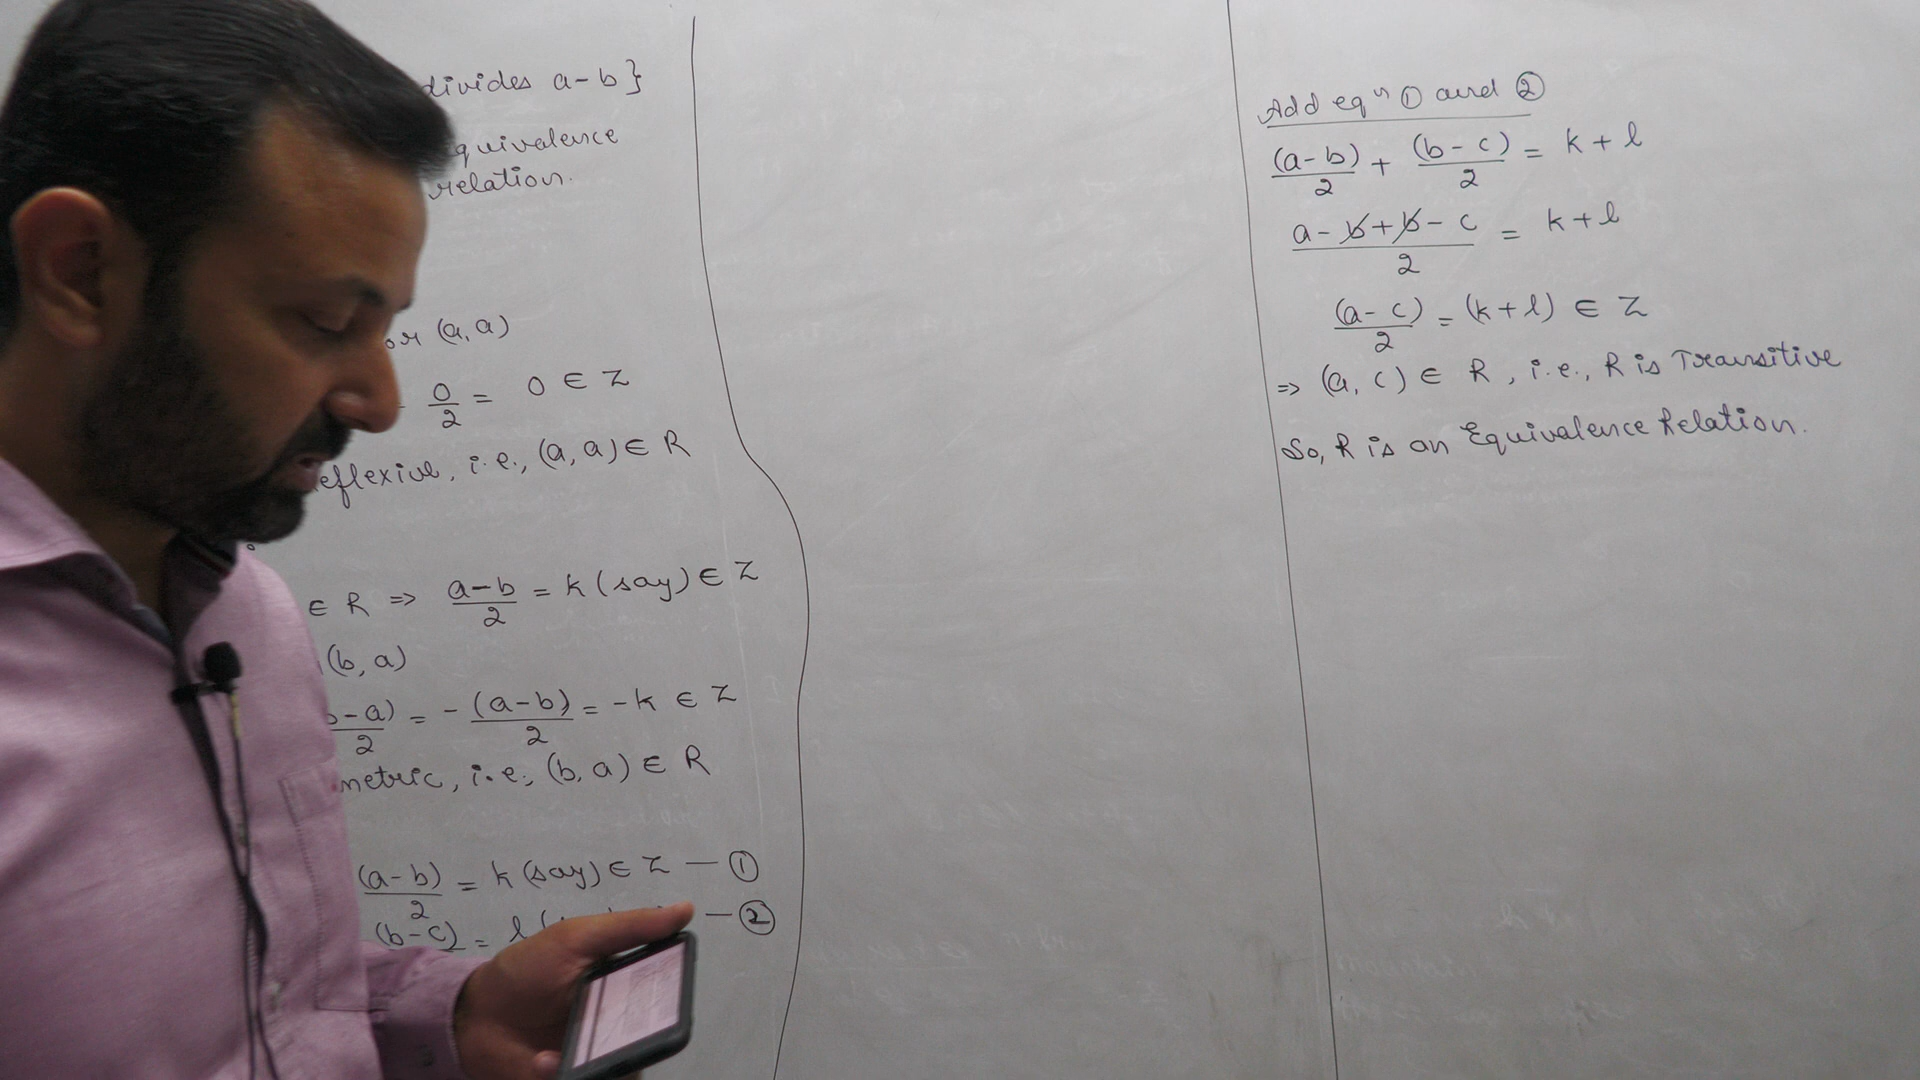 divides a-b}
quivalence
relation.
or (a, a)
0/2 = 0 ∈ Z
eflexive, i.e., (a, a) ∈ R
∈ R ⇒ (a-b)/2 = k (say) ∈ Z
(b, a)
b-a)/2 = -(a-b)/2 = -k ∈ Z
metric, i.e., (b, a) ∈ R
(a-b)/2 = k (say) ∈ Z — ①
(b-c) = l ( — ②
Add eqⁿ ① and ②
(a-b)/2 + (b-c)/2 = k + l
(a-b+b-c)/2 = k+l
(a-c)/2 = (k+l) ∈ Z
⇒ (a, c) ∈ R, i.e., R is Transitive
So, R is an Equivalence Relation.